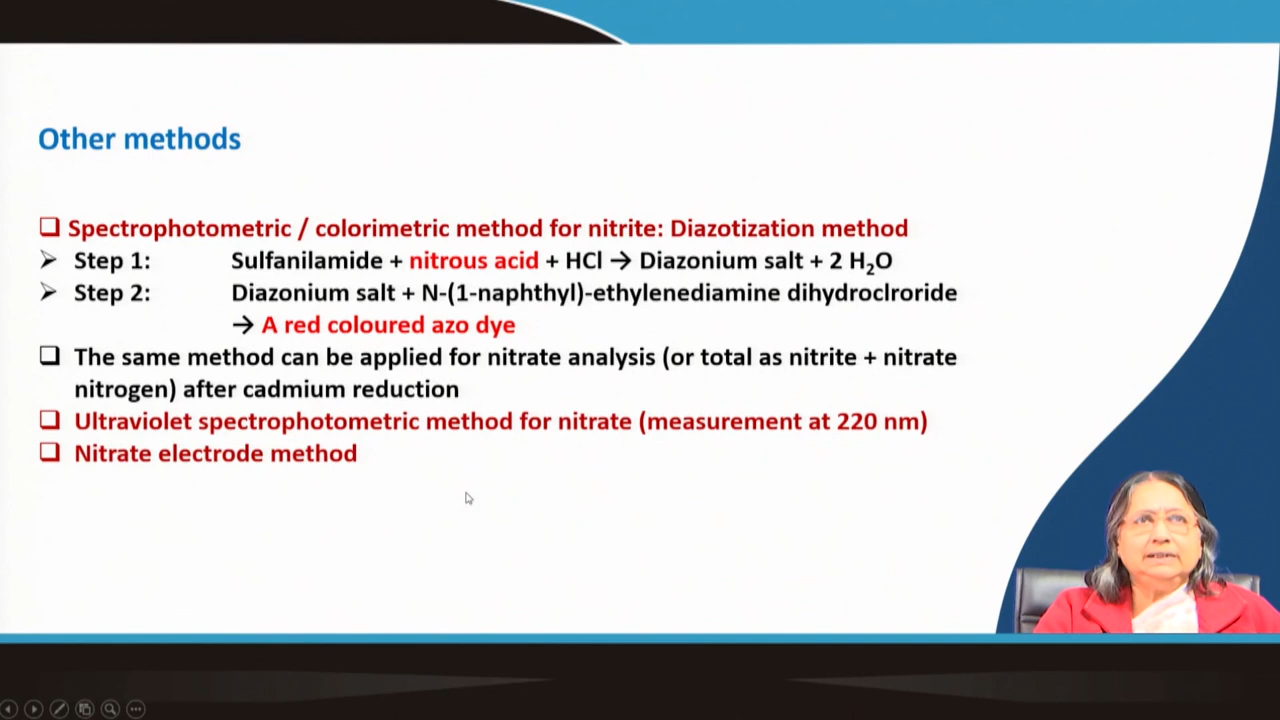 Other methods
❑ Spectrophotometric / colorimetric method for nitrite: Diazotization method
➢ Step 1: Sulfanilamide + nitrous acid + HCl → Diazonium salt + 2 H₂O
➢ Step 2: Diazonium salt + N-(1-naphthyl)-ethylenediamine dihydroclroride
→ A red coloured azo dye
❑ The same method can be applied for nitrate analysis (or total as nitrite + nitrate
nitrogen) after cadmium reduction
❑ Ultraviolet spectrophotometric method for nitrate (measurement at 220 nm)
❑ Nitrate electrode method